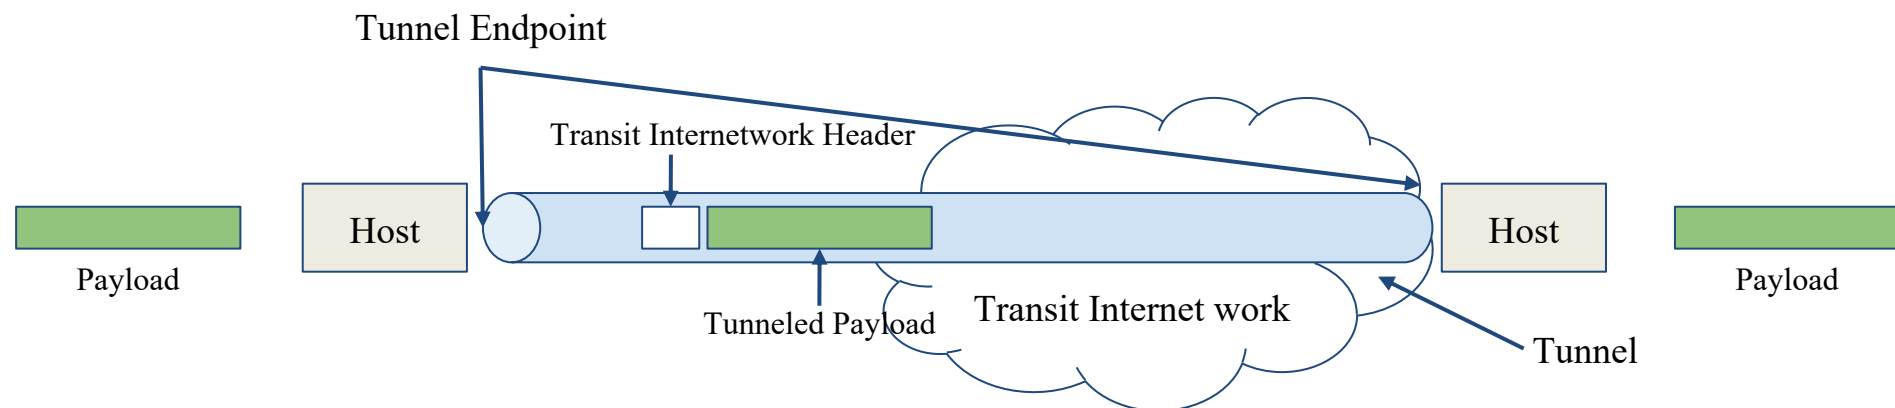 Tunnel Endpoint
Transit Internetwork Header
Host
Host
Payload
Payload
Tunneled Payload
Transit Internet work
Tunnel